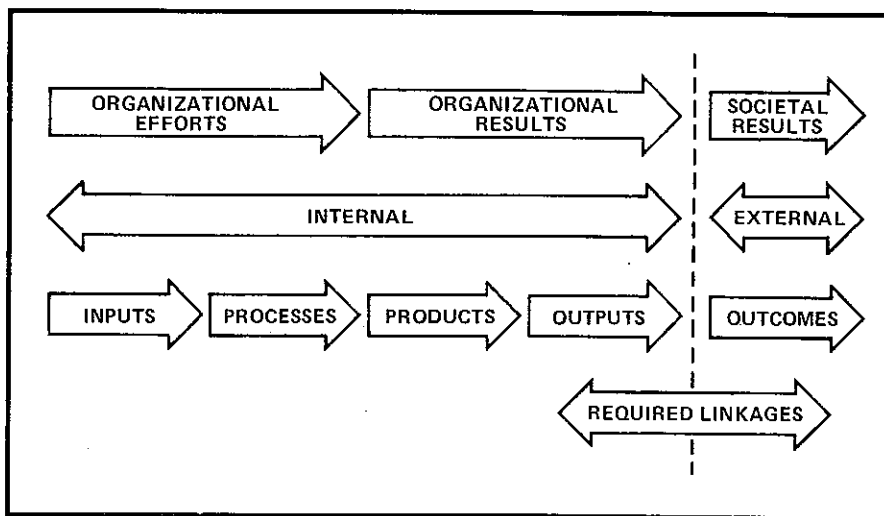 ORGANIZATIONAL
EFFORTS
ORGANIZATIONAL
RESULTS
SOCIETAL
RESULTS
INTERNAL
EXTERNAL
INPUTS
PROCESSES
PRODUCTS
OUTPUTS
OUTCOMES
REQUIRED LINKAGES